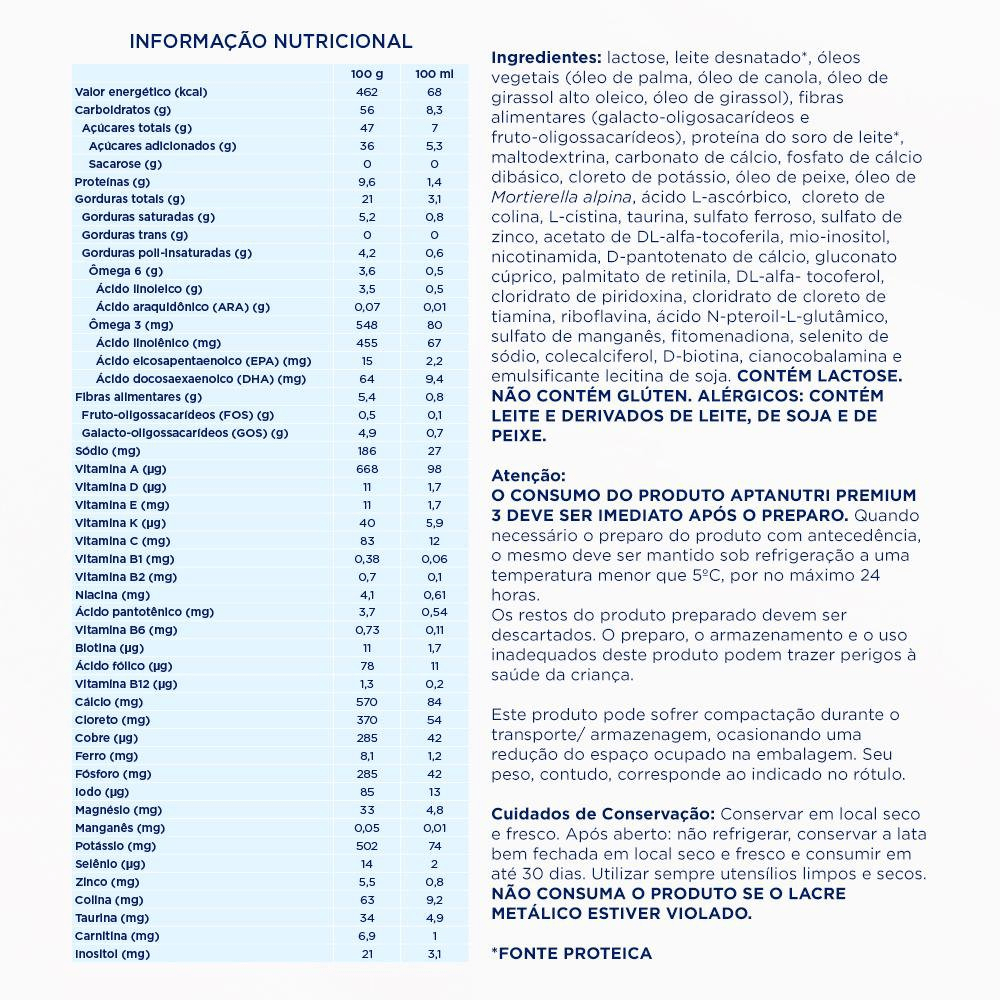 INFORMAÇÃO NUTRICIONAL
100 g 100 ml
Valor energético (kcal) 462 68
Carboidratos (g) 56 8,3
Açúcares totais (g) 47 7
Açúcares adicionados (g) 36 5,3
Sacarose (g) 0 0
Proteínas (g) 9,6 1,4
Gorduras totais (g) 21 3,1
Gorduras saturadas (g) 5,2 0,8
Gorduras trans (g) 0 0
Gorduras poli-insaturadas (g) 4,2 0,6
Ômega 6 (g) 3,6 0,5
Ácido linoleico (g) 3,5 0,5
Ácido araquidônico (ARA) (g) 0,07 0,01
Ômega 3 (mg) 548 80
Ácido linolênico (mg) 455 67
Ácido eicosapentaenoico (EPA) (mg) 15 2,2
Ácido docosaexaenoico (DHA) (mg) 64 9,4
Fibras alimentares (g) 5,4 0,8
Fruto-oligossacarídeos (FOS) (g) 0,5 0,1
Galacto-oligossacarídeos (GOS) (g) 4,9 0,7
Sódio (mg) 186 27
Vitamina A (µg) 668 98
Vitamina D (µg) 11 1,7
Vitamina E (mg) 11 1,7
Vitamina K (µg) 40 5,9
Vitamina C (mg) 83 12
Vitamina B1 (mg) 0,38 0,06
Vitamina B2 (mg) 0,7 0,1
Niacina (mg) 4,1 0,61
Ácido pantotênico (mg) 3,7 0,54
Vitamina B6 (mg) 0,73 0,11
Biotina (µg) 11 1,7
Ácido fólico (µg) 78 11
Vitamina B12 (µg) 1,3 0,2
Cálcio (mg) 570 84
Cloreto (mg) 370 54
Cobre (µg) 285 42
Ferro (mg) 8,1 1,2
Fósforo (mg) 285 42
Iodo (µg) 85 13
Magnésio (mg) 33 4,8
Manganês (mg) 0,05 0,01
Potássio (mg) 502 74
Selênio (µg) 14 2
Zinco (mg) 5,5 0,8
Colina (mg) 63 9,2
Taurina (mg) 34 4,9
Carnitina (mg) 6,9 1
Inositol (mg) 21 3,1
Ingredientes: lactose, leite desnatado*, óleos
vegetais (óleo de palma, óleo de canola, óleo de
girassol alto oleico, óleo de girassol), fibras
alimentares (galacto-oligosacarídeos e
fruto-oligossacarídeos), proteína do soro de leite*,
maltodextrina, carbonato de cálcio, fosfato de cálcio
dibásico, cloreto de potássio, óleo de peixe, óleo de
Mortierella alpina, ácido L-ascórbico, cloreto de
colina, L-cistina, taurina, sulfato ferroso, sulfato de
zinco, acetato de DL-alfa-tocoferila, mio-inositol,
nicotinamida, D-pantotenato de cálcio, gluconato
cúprico, palmitato de retinila, DL-alfa- tocoferol,
cloridrato de piridoxina, cloridrato de cloreto de
tiamina, riboflavina, ácido N-pteroil-L-glutâmico,
sulfato de manganês, fitomenadiona, selenito de
sódio, colecalciferol, D-biotina, cianocobalamina e
emulsificante lecitina de soja. CONTÉM LACTOSE.
NÃO CONTÉM GLÚTEN. ALÉRGICOS: CONTÉM
LEITE E DERIVADOS DE LEITE, DE SOJA E DE
PEIXE.
Atenção:
O CONSUMO DO PRODUTO APTANUTRI PREMIUM
3 DEVE SER IMEDIATO APÓS O PREPARO. Quando
necessário o preparo do produto com antecedência,
o mesmo deve ser mantido sob refrigeração a uma
temperatura menor que 5ºC, por no máximo 24
horas.
Os restos do produto preparado devem ser
descartados. O preparo, o armazenamento e o uso
inadequados deste produto podem trazer perigos à
saúde da criança.
Este produto pode sofrer compactação durante o
transporte/ armazenagem, ocasionando uma
redução do espaço ocupado na embalagem. Seu
peso, contudo, corresponde ao indicado no rótulo.
Cuidados de Conservação: Conservar em local seco
e fresco. Após aberto: não refrigerar, conservar a lata
bem fechada em local seco e fresco e consumir em
até 30 dias. Utilizar sempre utensílios limpos e secos.
NÃO CONSUMA O PRODUTO SE O LACRE
METÁLICO ESTIVER VIOLADO.
*FONTE PROTEICA